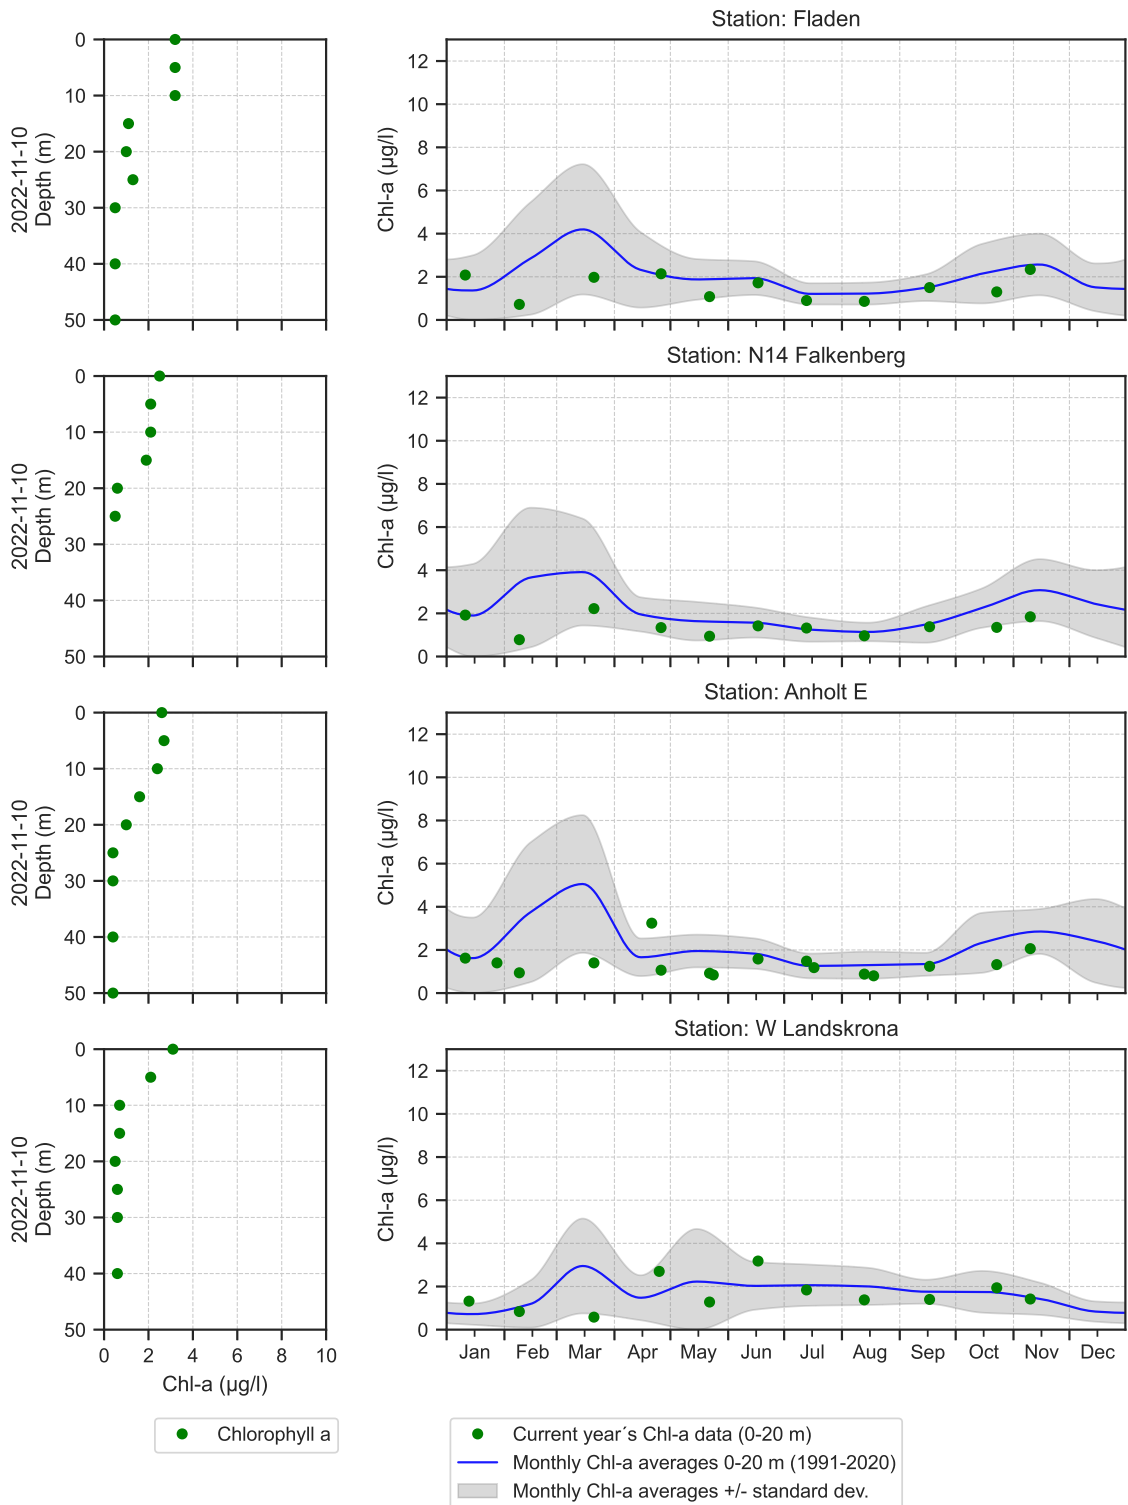 Station: Fladen
0
10
20
30
40
50
2022-11-10
Depth (m)
12
10
8
6
4
2
0
Chl-a (µg/l)
Station: N14 Falkenberg
0
10
20
30
40
50
2022-11-10
Depth (m)
12
10
8
6
4
2
0
Chl-a (µg/l)
Station: Anholt E
0
10
20
30
40
50
2022-11-10
Depth (m)
12
10
8
6
4
2
0
Chl-a (µg/l)
Station: W Landskrona
0
10
20
30
40
50
2022-11-10
Depth (m)
0 2 4 6 8 10
Chl-a (µg/l)
12
10
8
6
4
2
0
Chl-a (µg/l)
Jan Feb Mar Apr May Jun Jul Aug Sep Oct Nov Dec
Chlorophyll a
Current year´s Chl-a data (0-20 m)
Monthly Chl-a averages 0-20 m (1991-2020)
Monthly Chl-a averages +/- standard dev.